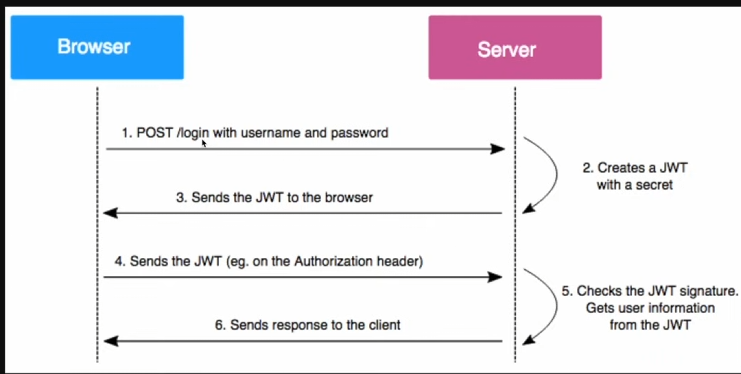 Browser
Server
1. POST /login with username and password
2. Creates a JWT
with a secret
3. Sends the JWT to the browser
4. Sends the JWT (eg. on the Authorization header)
5. Checks the JWT signature.
Gets user information
from the JWT
6. Sends response to the client